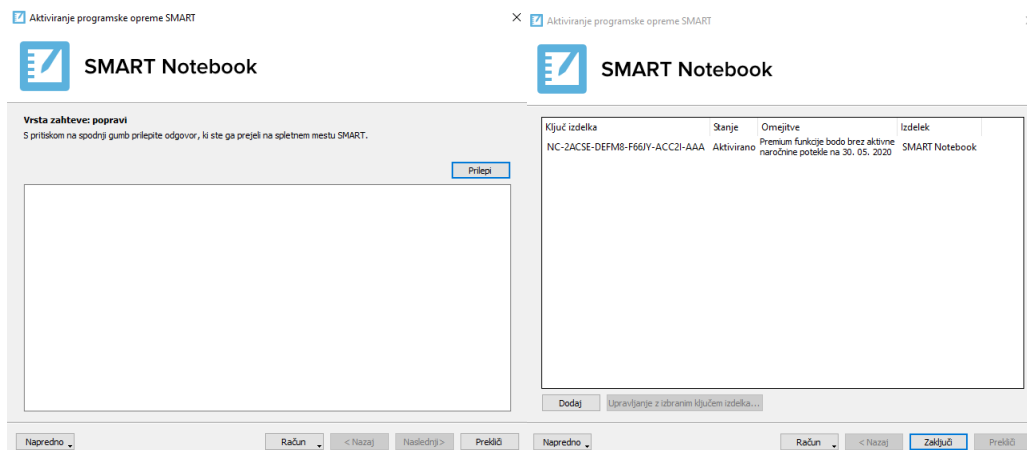 Aktiviranje programske opreme SMART
SMART Notebook
Vrsta zahteve: popravi
S pritiskom na spodnji gumb prilepite odgovor, ki ste ga prejeli na spletnem mestu SMART.
Prilepi
Napredno
Račun
< Nazaj
Naslednji >
Prekliči
Aktiviranje programske opreme SMART
SMART Notebook
Ključ izdelka Stanje Omejitve Izdelek
NC-2ACSE-DEFM8-F66JY-ACC2I-AAA Aktivirano Premium funkcije bodo brez aktivne
naročnine potekle na 30. 05. 2020 SMART Notebook
Dodaj
Upravljanje z izbranim ključem izdelka...
Napredno
Račun
< Nazaj
Zaključi
Prekliči